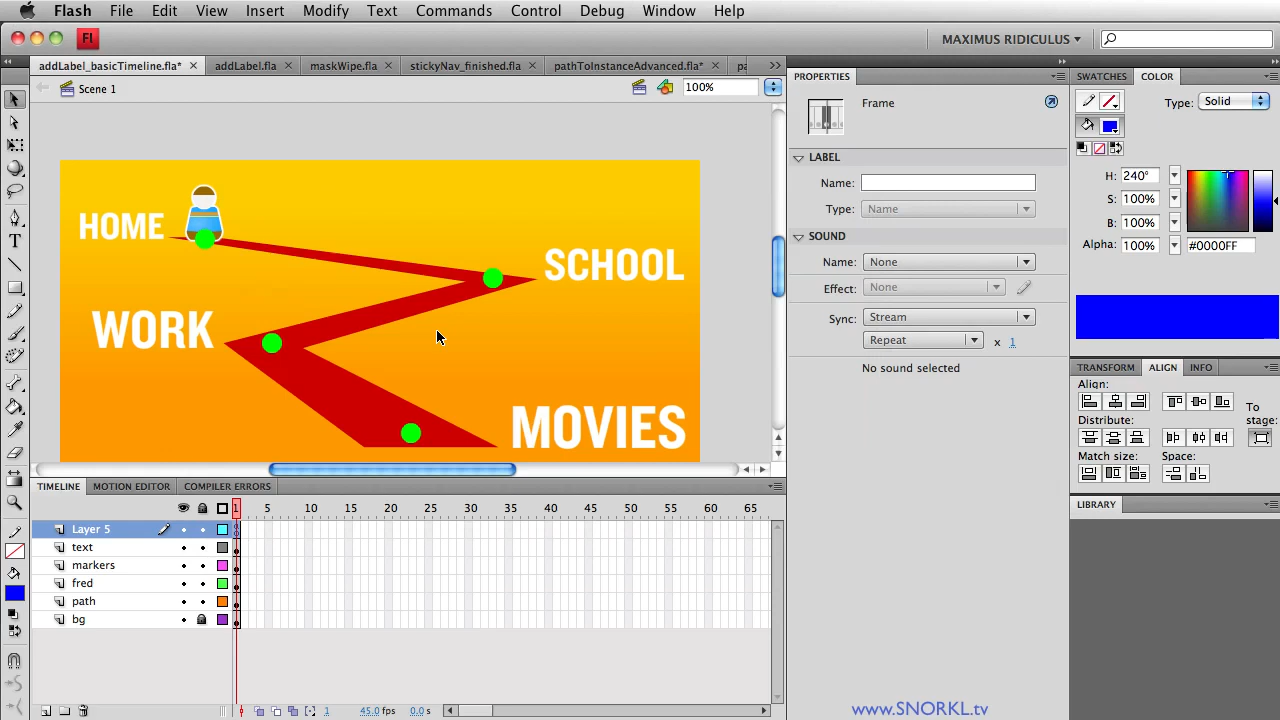 Flash File Edit View Insert Modify Text Commands Control Debug Window Help
Fl MAXIMUS RIDICULUS
addLabel_basicTimeline.fla* addLabel.fla maskWipe.fla stickyNav_finished.fla pathToInstanceAdvanced.fla* pa
Scene 1 100%
HOME
SCHOOL
WORK
MOVIES
PROPERTIES
Frame
LABEL
Name:
Type: Name
SOUND
Name: None
Effect: None
Sync: Stream
Repeat x 1
No sound selected
SWATCHES COLOR
Type: Solid
H: 240°
S: 100%
B: 100%
Alpha: 100% #0000FF
TRANSFORM ALIGN INFO
Align:
Distribute:
Match size: Space:
To
stage:
LIBRARY
TIMELINE MOTION EDITOR COMPILER ERRORS
1 5 10 15 20 25 30 35 40 45 50 55 60 65
Layer 5
text
markers
fred
path
bg
1 45.0 fps 0.0 s
www.SNORKL.tv